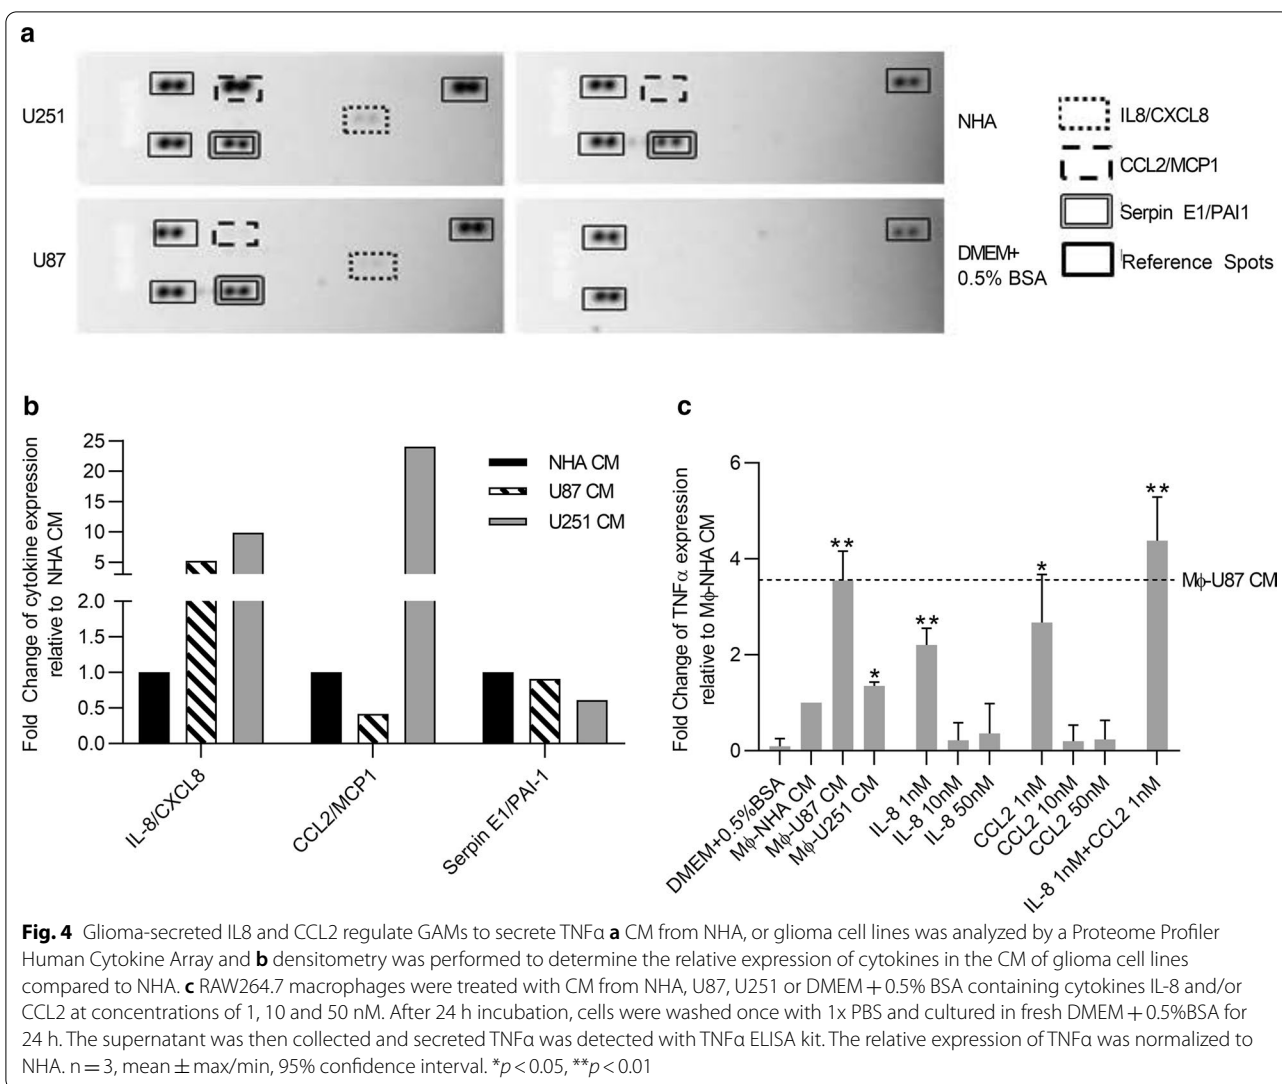 a
U251
NHA
IL8/CXCL8
CCL2/MCP1
Serpin E1/PAI1
Reference Spots
U87
DMEM+
0.5% BSA
b
Fold Change of cytokine expression
relative to NHA CM
25
20
15
10
5
2.0
1.5
1.0
0.5
0.0
NHA CM
U87 CM
U251 CM
IL-8/CXCL8
CCL2/MCP1
Serpin E1/PAI-1
c
Fold Change of TNFα expression
relative to Mϕ-NHA CM
6
4
2
0
**
*
**
*
**
Mϕ-U87 CM
DMEM+0.5%BSA
Mϕ-NHA CM
Mϕ-U87 CM
Mϕ-U251 CM
IL-8 1nM
IL-8 10nM
IL-8 50nM
CCL2 1nM
CCL2 10nM
CCL2 50nM
IL-8 1nM+CCL2 1nM
Fig. 4 Glioma-secreted IL8 and CCL2 regulate GAMs to secrete TNFα a CM from NHA, or glioma cell lines was analyzed by a Proteome Profiler
Human Cytokine Array and b densitometry was performed to determine the relative expression of cytokines in the CM of glioma cell lines
compared to NHA. c RAW264.7 macrophages were treated with CM from NHA, U87, U251 or DMEM + 0.5% BSA containing cytokines IL-8 and/or
CCL2 at concentrations of 1, 10 and 50 nM. After 24 h incubation, cells were washed once with 1x PBS and cultured in fresh DMEM + 0.5%BSA for
24 h. The supernatant was then collected and secreted TNFα was detected with TNFα ELISA kit. The relative expression of TNFα was normalized to
NHA. n = 3, mean ± max/min, 95% confidence interval. *p < 0.05, **p < 0.01